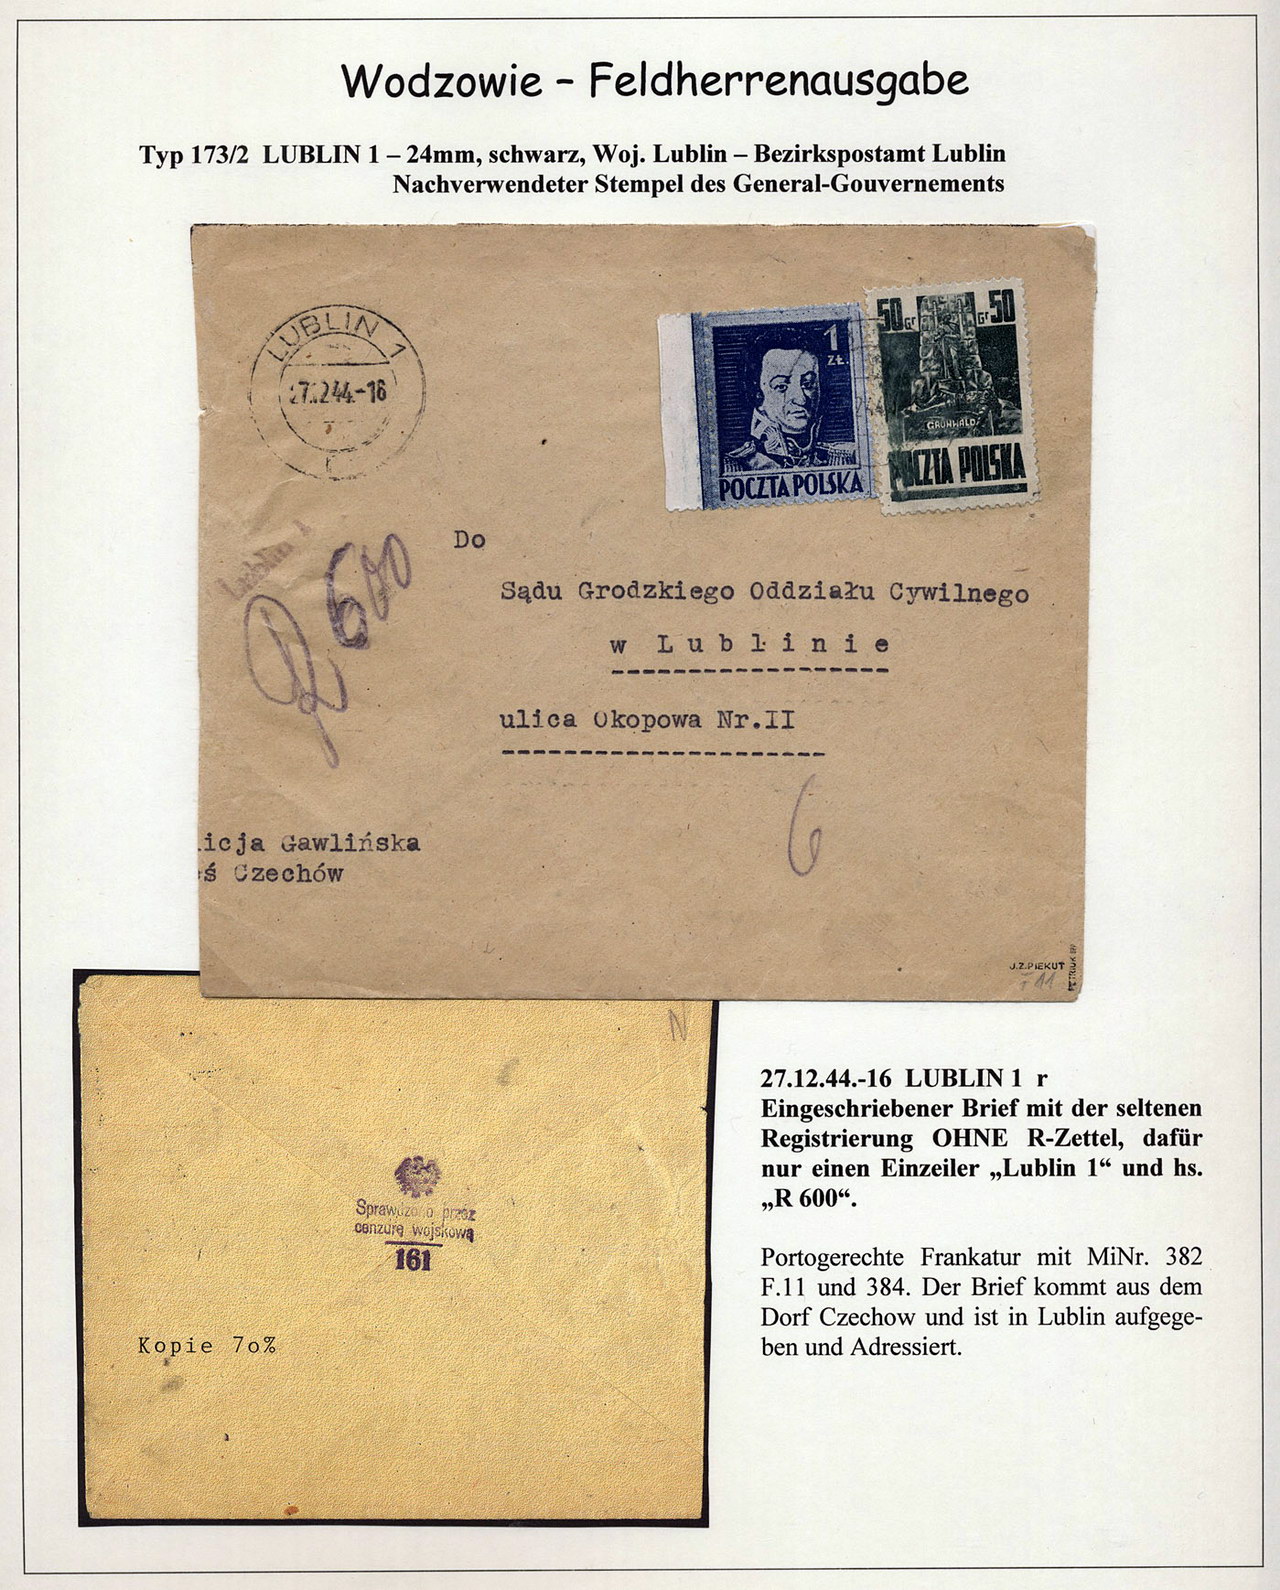 Wodzowie – Feldherrenausgabe
Typ 173/2 LUBLIN 1 – 24mm, schwarz, Woj. Lublin – Bezirkspostamt Lublin
Nachverwendeter Stempel des General-Gouvernements
LUBLIN 1
27.12.44.-16
1
ZŁ.
POCZTA POLSKA
50 Gr
Gr 50
GRUNWALD
POCZTA POLSKA
Lublin 1
R 600
Do
Sądu Grodzkiego Oddziału Cywilnego
w Lublinie
ulica Okopowa Nr.II
6
icja Gawlińska
ś Czechów
J.Z.PIEKUT
N
Sprawdzono przez
cenzurę wojskową
161
Kopie 7o%
27.12.44.-16 LUBLIN 1 r
Eingeschriebener Brief mit der seltenen
Registrierung OHNE R-Zettel, dafür
nur einen Einzeiler „Lublin 1“ und hs.
„R 600“.
Portogerechte Frankatur mit MiNr. 382
F.11 und 384. Der Brief kommt aus dem
Dorf Czechow und ist in Lublin aufgege-
ben und Adressiert.